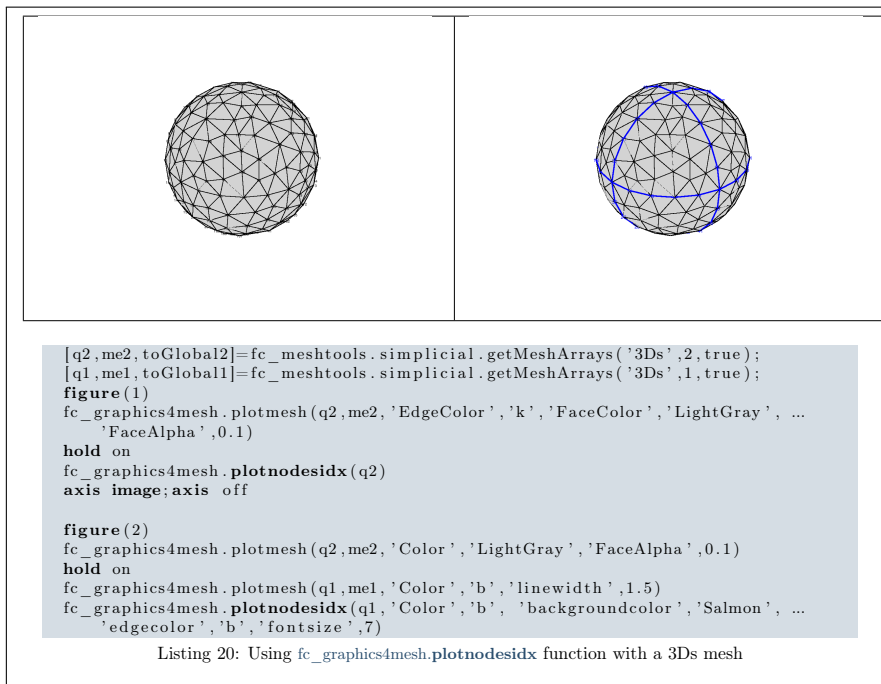 [q2,me2,toGlobal2]=fc_meshtools.simplicial.getMeshArrays('3Ds',2,true);
[q1,me1,toGlobal1]=fc_meshtools.simplicial.getMeshArrays('3Ds',1,true);
figure(1)
fc_graphics4mesh.plotmesh(q2,me2,'EdgeColor','k','FaceColor','LightGray', ...
'FaceAlpha',0.1)
hold on
fc_graphics4mesh.plotnodesidx(q2)
axis image;axis off
figure(2)
fc_graphics4mesh.plotmesh(q2,me2,'Color','LightGray','FaceAlpha',0.1)
hold on
fc_graphics4mesh.plotmesh(q1,me1,'Color','b','linewidth',1.5)
fc_graphics4mesh.plotnodesidx(q1,'Color','b', 'backgroundcolor','Salmon', ...
'edgecolor','b','fontsize',7)
Listing 20: Using fc_graphics4mesh.plotnodesidx function with a 3Ds mesh